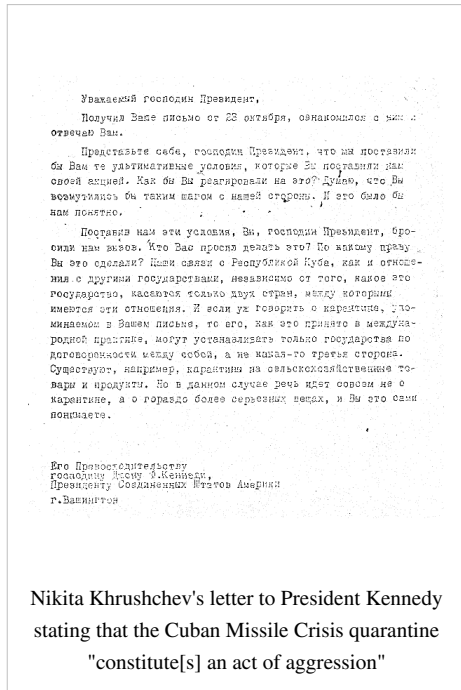 Уважаемый господин Президент,
Получил Ваше письмо от 23 октября, ознакомился с ним и
отвечаю Вам.
Представьте себе, господин Президент, что мы поставили
бы Вам те ультимативные условия, которые Вы поставили нам
своей акцией. Как бы Вы реагировали на это? Думаю, что Вы
возмутились бы таким шагом с нашей стороны. И это было бы
нам понятно.
Поставив нам эти условия, Вы, господин Президент, бро-
сили нам вызов. Кто Вас просил делать это? По какому праву
Вы это сделали? Наши связи с Республикой Куба, как и отноше-
ния с другими государствами, независимо от того, какое это
государство, касаются только двух стран, между которыми
имеются эти отношения. И если уж говорить о карантине, упо-
минаемом в Вашем письме, то его, как это принято в междуна-
родной практике, могут устанавливать только государства по
договоренности между собой, а не какая-то третья сторона.
Существуют, например, карантины на сельскохозяйственные то-
вары и продукты. Но в данном случае речь идет совсем не о
карантине, а о гораздо более серьезных вещах, и Вы это сами
понимаете.
Его Превосходительству
господину Джону Ф.Кеннеди,
Президенту Соединенных Штатов Америки
г.Вашингтон
Nikita Khrushchev's letter to President Kennedy
stating that the Cuban Missile Crisis quarantine
"constitute[s] an act of aggression"